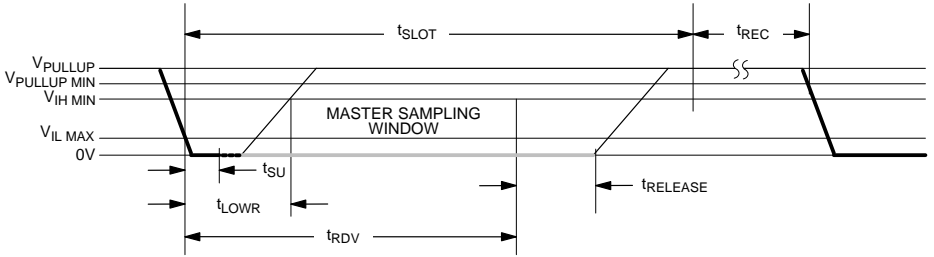 tSLOT
tREC
VPULLUP
VPULLUP MIN
VIH MIN
MASTER SAMPLING
WINDOW
VIL MAX
0V
tSU
tRELEASE
tLOWR
tRDV